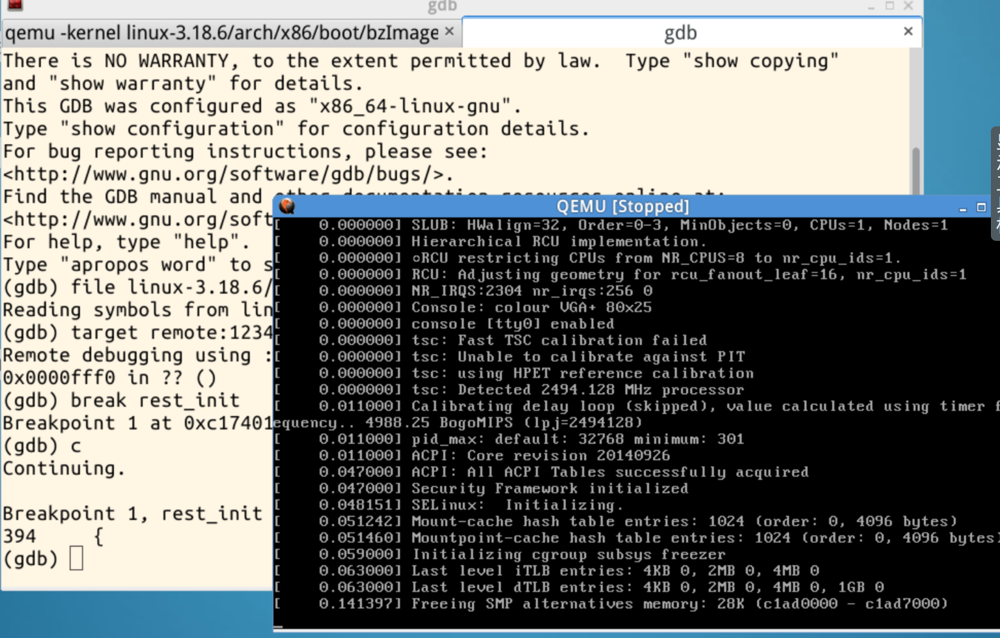 gdb
qemu -kernel linux-3.18.6/arch/x86/boot/bzImage
gdb
There is NO WARRANTY, to the extent permitted by law.  Type "show copying"
and "show warranty" for details.
This GDB was configured as "x86_64-linux-gnu".
Type "show configuration" for configuration details.
For bug reporting instructions, please see:
<http://www.gnu.org/software/gdb/bugs/>.
Find the GDB manual and other documentation resources online at:
<http://www.gnu.org/soft
For help, type "help".
Type "apropos word" to s
(gdb) file linux-3.18.6/
Reading symbols from lin
(gdb) target remote:1234
Remote debugging using :
0x0000fff0 in ?? ()
(gdb) break rest_init
Breakpoint 1 at 0xc17401
(gdb) c
Continuing.
Breakpoint 1, rest_init
394     {
(gdb)
QEMU [Stopped]
[    0.000000] SLUB: HWalign=32, Order=0-3, MinObjects=0, CPUs=1, Nodes=1
[    0.000000] Hierarchical RCU implementation.
[    0.000000] oRCU restricting CPUs from NR_CPUS=8 to nr_cpu_ids=1.
[    0.000000] RCU: Adjusting geometry for rcu_fanout_leaf=16, nr_cpu_ids=1
[    0.000000] NR_IRQS:2304 nr_irqs:256 0
[    0.000000] Console: colour VGA+ 80x25
[    0.000000] console [tty0] enabled
[    0.000000] tsc: Fast TSC calibration failed
[    0.000000] tsc: Unable to calibrate against PIT
[    0.000000] tsc: using HPET reference calibration
[    0.000000] tsc: Detected 2494.128 MHz processor
[    0.011000] Calibrating delay loop (skipped), value calculated using timer f
equency.. 4988.25 BogoMIPS (lpj=2494128)
[    0.011000] pid_max: default: 32768 minimum: 301
[    0.011000] ACPI: Core revision 20140926
[    0.047000] ACPI: All ACPI Tables successfully acquired
[    0.047000] Security Framework initialized
[    0.048151] SELinux:  Initializing.
[    0.051242] Mount-cache hash table entries: 1024 (order: 0, 4096 bytes)
[    0.051460] Mountpoint-cache hash table entries: 1024 (order: 0, 4096 bytes)
[    0.059000] Initializing cgroup subsys freezer
[    0.063000] Last level iTLB entries: 4KB 0, 2MB 0, 4MB 0
[    0.063000] Last level dTLB entries: 4KB 0, 2MB 0, 4MB 0, 1GB 0
[    0.141397] Freeing SMP alternatives memory: 28K (c1ad0000 - c1ad7000)